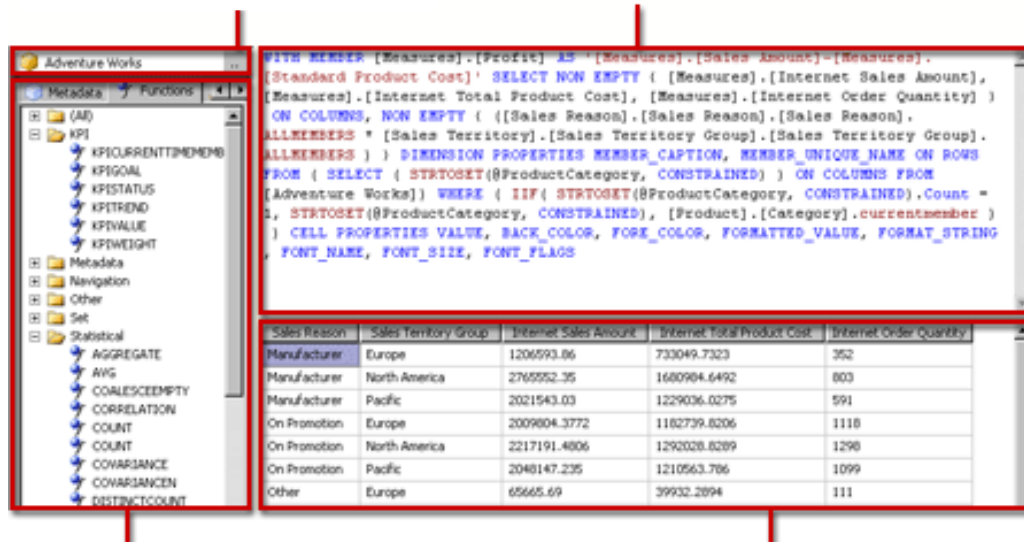 Adventure Works
..
Metadata Functions
(All)
KPI
KPICURRENTTIMEMEMB
KPIGOAL
KPISTATUS
KPITREND
KPIVALUE
KPIWEIGHT
Metadata
Navigation
Other
Set
Statistical
AGGREGATE
AVG
COALESCEEMPTY
CORRELATION
COUNT
COUNT
COVARIANCE
COVARIANCEN
DISTINCTCOUNT
WITH MEMBER [Measures].[Profit] AS '[Measures].[Sales Amount]-[Measures].
[Standard Product Cost]' SELECT NON EMPTY { [Measures].[Internet Sales Amount],
[Measures].[Internet Total Product Cost], [Measures].[Internet Order Quantity] }
ON COLUMNS, NON EMPTY { ([Sales Reason].[Sales Reason].[Sales Reason].
ALLMEMBERS * [Sales Territory].[Sales Territory Group].[Sales Territory Group].
ALLMEMBERS ) } DIMENSION PROPERTIES MEMBER_CAPTION, MEMBER_UNIQUE_NAME ON ROWS
FROM ( SELECT ( STRTOSET(@ProductCategory, CONSTRAINED) ) ON COLUMNS FROM
[Adventure Works]) WHERE ( IIF( STRTOSET(@ProductCategory, CONSTRAINED).Count =
1, STRTOSET(@ProductCategory, CONSTRAINED), [Product].[Category].currentmember )
) CELL PROPERTIES VALUE, BACK_COLOR, FORE_COLOR, FORMATTED_VALUE, FORMAT_STRING
, FONT_NAME, FONT_SIZE, FONT_FLAGS
Sales Reason Sales Territory Group Internet Sales Amount Internet Total Product Cost Internet Order Quantity
Manufacturer Europe 1206593.86 733049.7323 352
Manufacturer North America 2765552.35 1680984.6492 803
Manufacturer Pacific 2021543.03 1229036.0275 591
On Promotion Europe 2009804.3772 1182739.8206 1118
On Promotion North America 2217191.4806 1292028.8289 1298
On Promotion Pacific 2048147.235 1210563.786 1099
Other Europe 65665.69 39932.2894 111